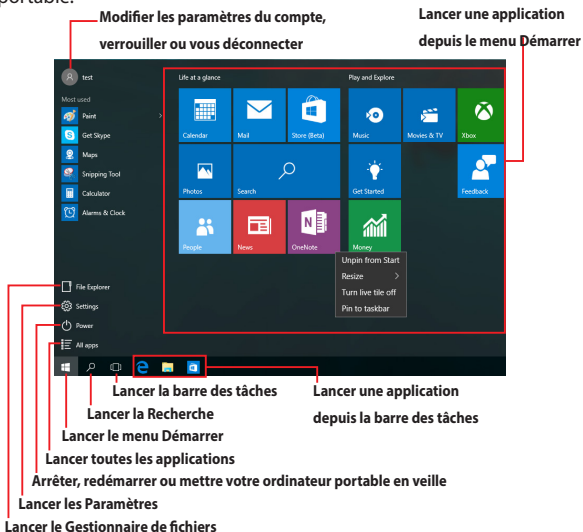 portable.
Modifier les paramètres du compte,
verrouiller ou vous déconnecter
Lancer une application
depuis le menu Démarrer
test
Most used
Paint
Get Skype
Maps
Snipping Tool
Calculator
Alarms & Clock
File Explorer
Settings
Power
All apps
Life at a glance
Play and Explore
Calendar
Mail
Store (Beta)
Music
Movies & TV
Xbox
Photos
Search
Get Started
Feedback
People
News
OneNote
Money
Unpin from Start
Resize
Turn live tile off
Pin to taskbar
Lancer la barre des tâches
Lancer une application
depuis la barre des tâches
Lancer la Recherche
Lancer le menu Démarrer
Lancer toutes les applications
Arrêter, redémarrer ou mettre votre ordinateur portable en veille
Lancer les Paramètres
Lancer le Gestionnaire de fichiers